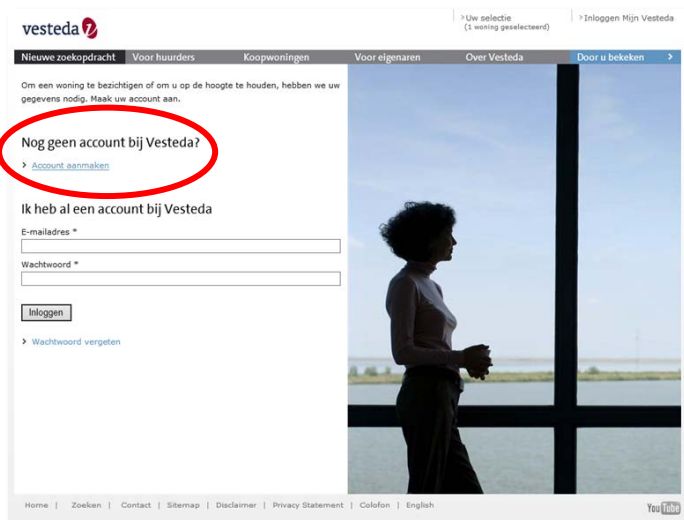 vesteda
>Uw selectie
(1 woning geselecteerd)
>Inloggen Mijn Vesteda
Nieuwe zoekopdracht Voor huurders Koopwoningen Voor eigenaren Over Vesteda Door u bekeken >
Om een woning te bezichtigen of om u op de hoogte te houden, hebben we uw
gegevens nodig. Maak uw account aan.
Nog geen account bij Vesteda?
> Account aanmaken
Ik heb al een account bij Vesteda
E-mailadres *
Wachtwoord *
Inloggen
> Wachtwoord vergeten
Home | Zoeken | Contact | Sitemap | Disclaimer | Privacy Statement | Colofon | English
You Tube